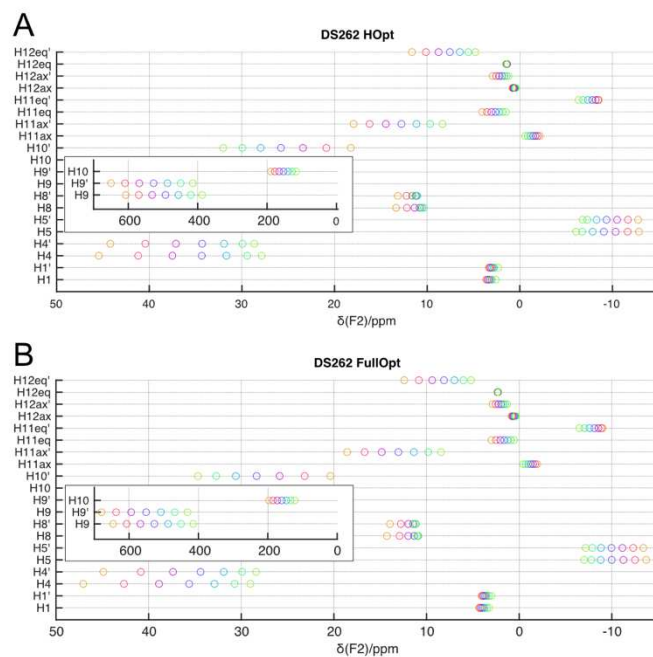 A
DS262 HOpt
H12eq'
H12eq
H12ax'
H12ax
H11eq'
H11eq
H11ax'
H11ax
H10'
H10
H9'
H9
H8'
H8
H5'
H5
H4'
H4
H1'
H1
H10
H9'
H9
600 400 200 0
50 40 30 20 10 0 -10
δ(F2)/ppm
B
DS262 FullOpt
H12eq'
H12eq
H12ax'
H12ax
H11eq'
H11eq
H11ax'
H11ax
H10'
H10
H9'
H9
H8'
H8
H5'
H5
H4'
H4
H1'
H1
H10
H9'
H9
600 400 200 0
50 40 30 20 10 0 -10
δ(F2)/ppm